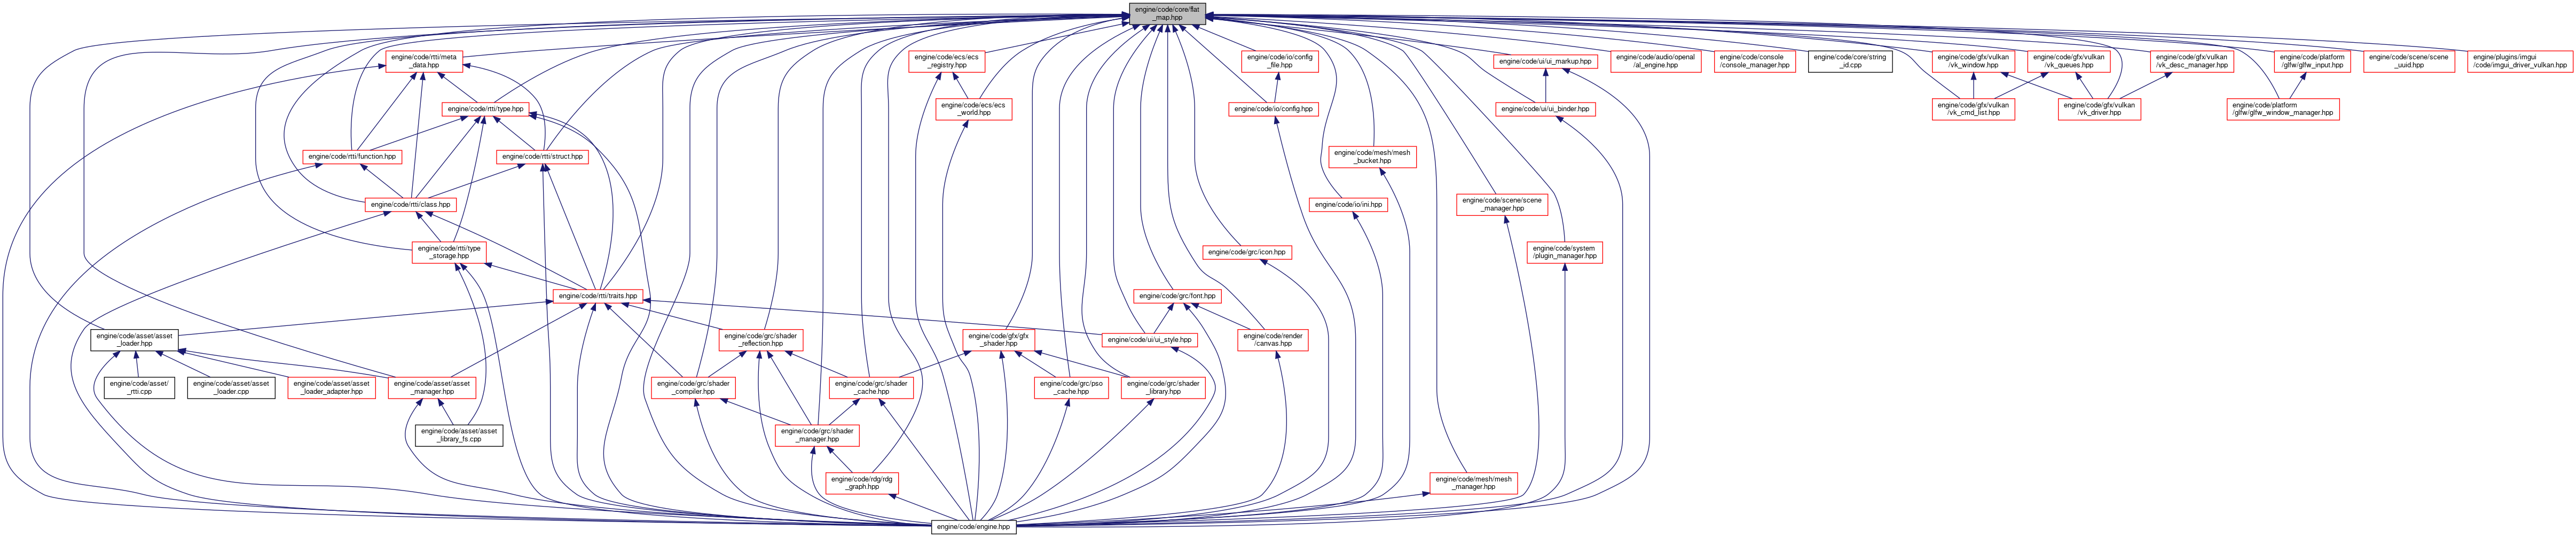 engine/code/core/flat
_map.hpp
engine/code/rtti/meta
_data.hpp
engine/code/ecs/ecs
_registry.hpp
engine/code/io/config
_file.hpp
engine/code/ui/ui_markup.hpp
engine/code/audio/openal
/al_engine.hpp
engine/code/console
/console_manager.hpp
engine/code/core/string
_id.cpp
engine/code/gfx/vulkan
/vk_window.hpp
engine/code/gfx/vulkan
/vk_queues.hpp
engine/code/gfx/vulkan
/vk_desc_manager.hpp
engine/code/platform
/glfw/glfw_input.hpp
engine/code/scene/scene
_uuid.hpp
engine/plugins/imgui
/code/imgui_driver_vulkan.hpp
engine/code/rtti/type.hpp
engine/code/ecs/ecs
_world.hpp
engine/code/io/config.hpp
engine/code/ui/ui_binder.hpp
engine/code/gfx/vulkan
/vk_cmd_list.hpp
engine/code/gfx/vulkan
/vk_driver.hpp
engine/code/platform
/glfw/glfw_window_manager.hpp
engine/code/rtti/function.hpp
engine/code/rtti/struct.hpp
engine/code/mesh/mesh
_bucket.hpp
engine/code/rtti/class.hpp
engine/code/io/ini.hpp
engine/code/scene/scene
_manager.hpp
engine/code/rtti/type
_storage.hpp
engine/code/grc/icon.hpp
engine/code/system
/plugin_manager.hpp
engine/code/rtti/traits.hpp
engine/code/grc/font.hpp
engine/code/asset/asset
_loader.hpp
engine/code/grc/shader
_reflection.hpp
engine/code/gfx/gfx
_shader.hpp
engine/code/ui/ui_style.hpp
engine/code/render
/canvas.hpp
engine/code/asset/
_rtti.cpp
engine/code/asset/asset
_loader.cpp
engine/code/asset/asset
_loader_adapter.hpp
engine/code/asset/asset
_manager.hpp
engine/code/grc/shader
_compiler.hpp
engine/code/grc/shader
_cache.hpp
engine/code/grc/pso
_cache.hpp
engine/code/grc/shader
_library.hpp
engine/code/asset/asset
_library_fs.cpp
engine/code/grc/shader
_manager.hpp
engine/code/rdg/rdg
_graph.hpp
engine/code/mesh/mesh
_manager.hpp
engine/code/engine.hpp